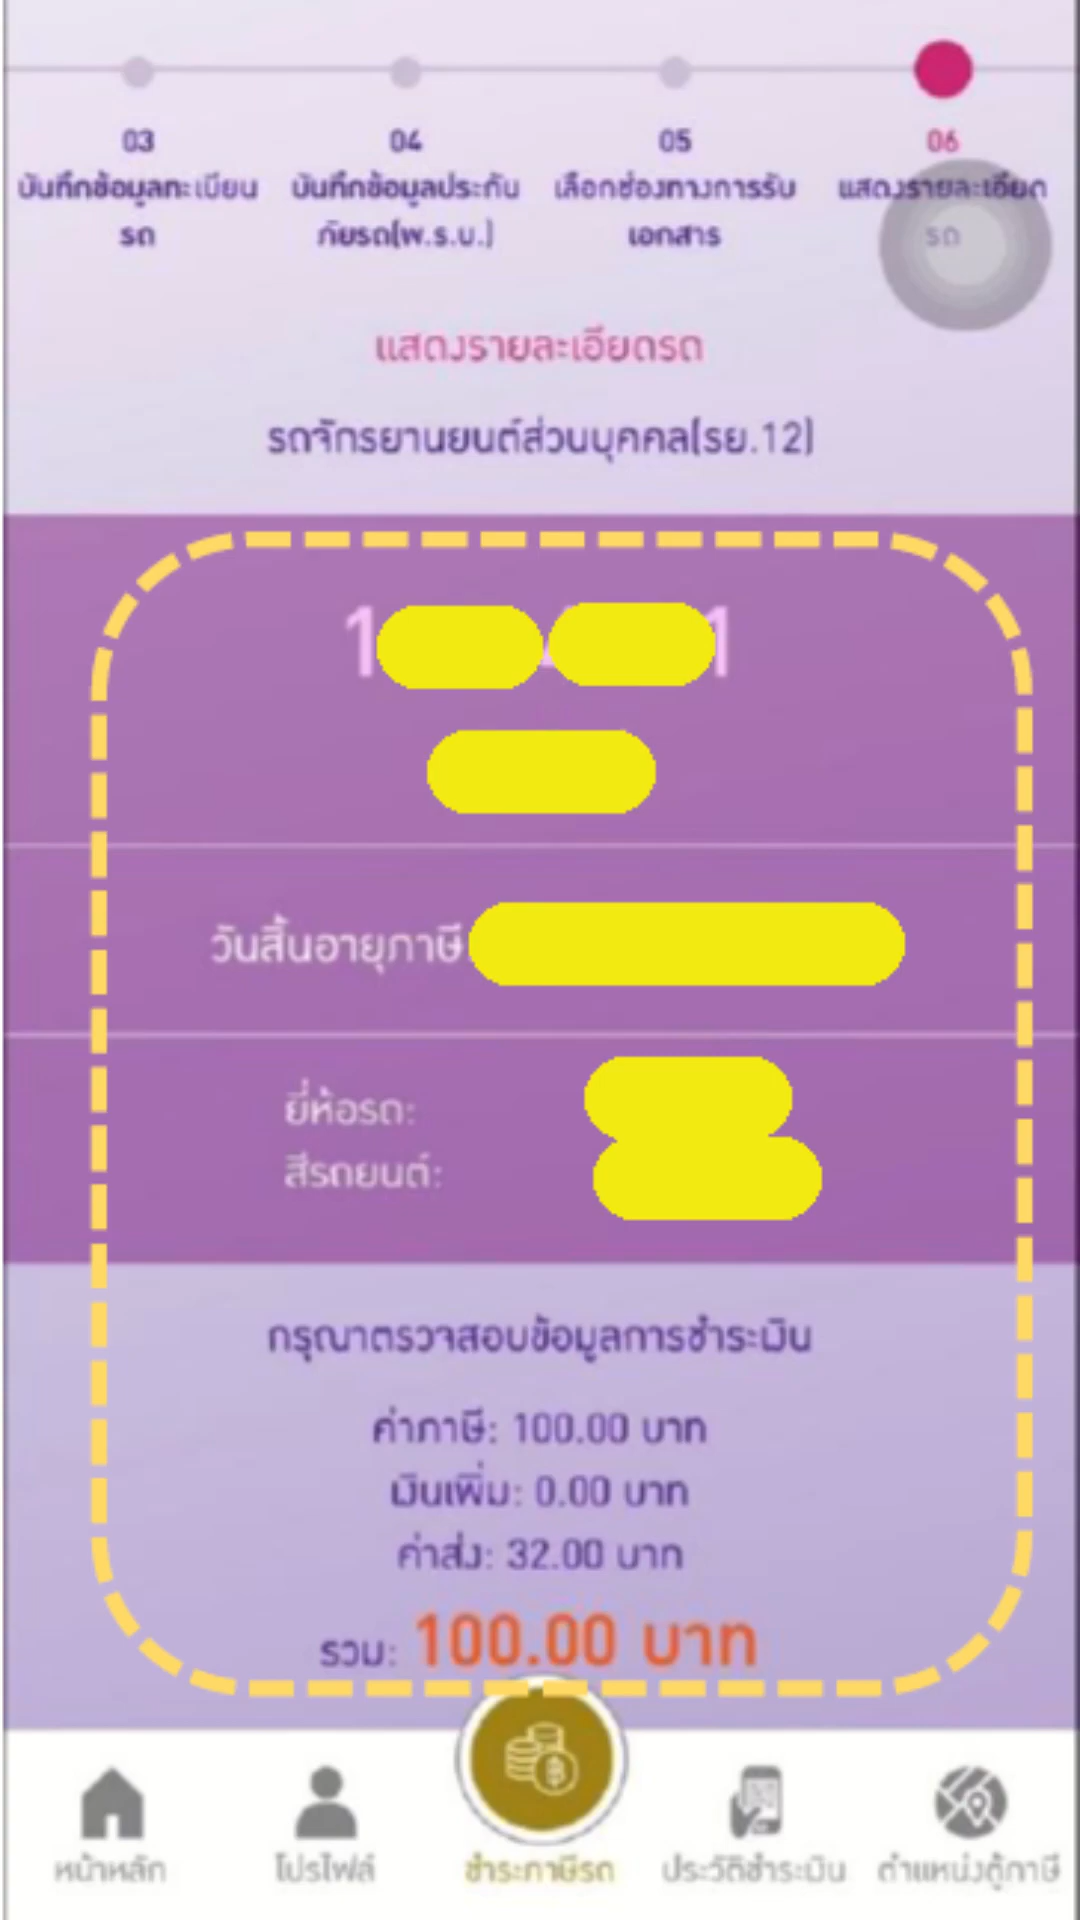 03
04
05
06
บันทึกข้อมูลทะเบียน
รถ
บันทึกข้อมูลประกัน
ภัยรถ(พ.ร.บ.)
เลือกช่องทางการรับ
เอกสาร
แสดงรายละเอียด
รถ
แสดงรายละเอียดรถ
รถจักรยานยนต์ส่วนบุคคล(รย.12)
1 1
วันสิ้นอายุภาษี
ยี่ห้อรถ:
สีรถยนต์:
กรุณาตรวจสอบข้อมูลการชำระเงิน
ค่าภาษี: 100.00 บาท
เงินเพิ่ม: 0.00 บาท
ค่าส่ง: 32.00 บาท
รวม: 100.00 บาท
หน้าหลัก
โปรไฟล์
ชำระภาษีรถ
ประวัติชำระเงิน
ตำแหน่งตู้ภาษี